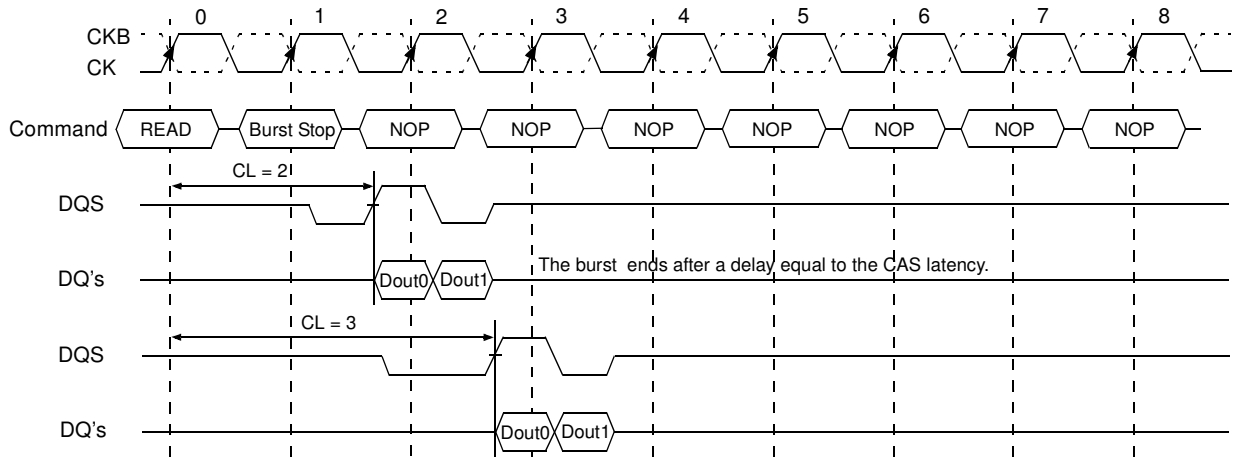 0 1 2 3 4 5 6 7 8
CKB
CK
Command READ Burst Stop NOP NOP NOP NOP NOP NOP NOP
CL = 2
DQS
DQ's Dout0 Dout1 The burst ends after a delay equal to the CAS latency.
CL = 3
DQS
DQ's Dout0 Dout1